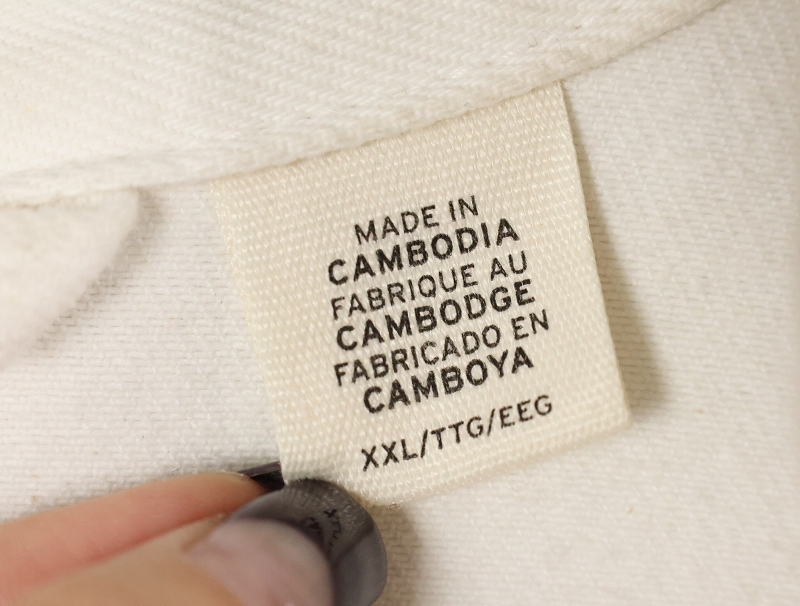 MADE IN
CAMBODIA
FABRIQUE AU
CAMBODGE
FABRICADO EN
CAMBOYA
XXL/TTG/EEG